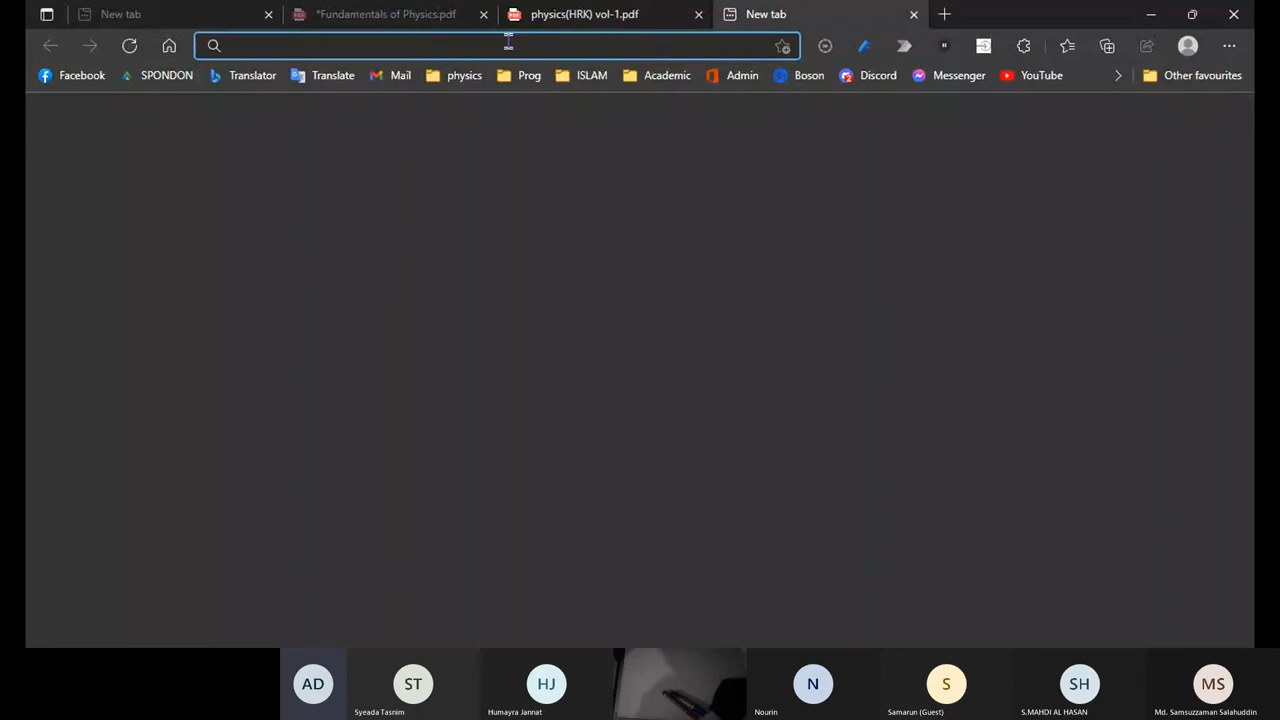 New tab
*Fundamentals of Physics.pdf
physics(HRK) vol-1.pdf
New tab
Facebook
SPONDON
Translator
Translate
Mail
physics
Prog
ISLAM
Academic
Admin
Boson
Discord
Messenger
YouTube
Other favourites
AD
ST
HJ
N
S
SH
MS
Syeada Tasnim
Humayra Jannat
Nourin
Samarun (Guest)
S.MAHDI AL HASAN
Md. Samsuzzaman Salahuddin